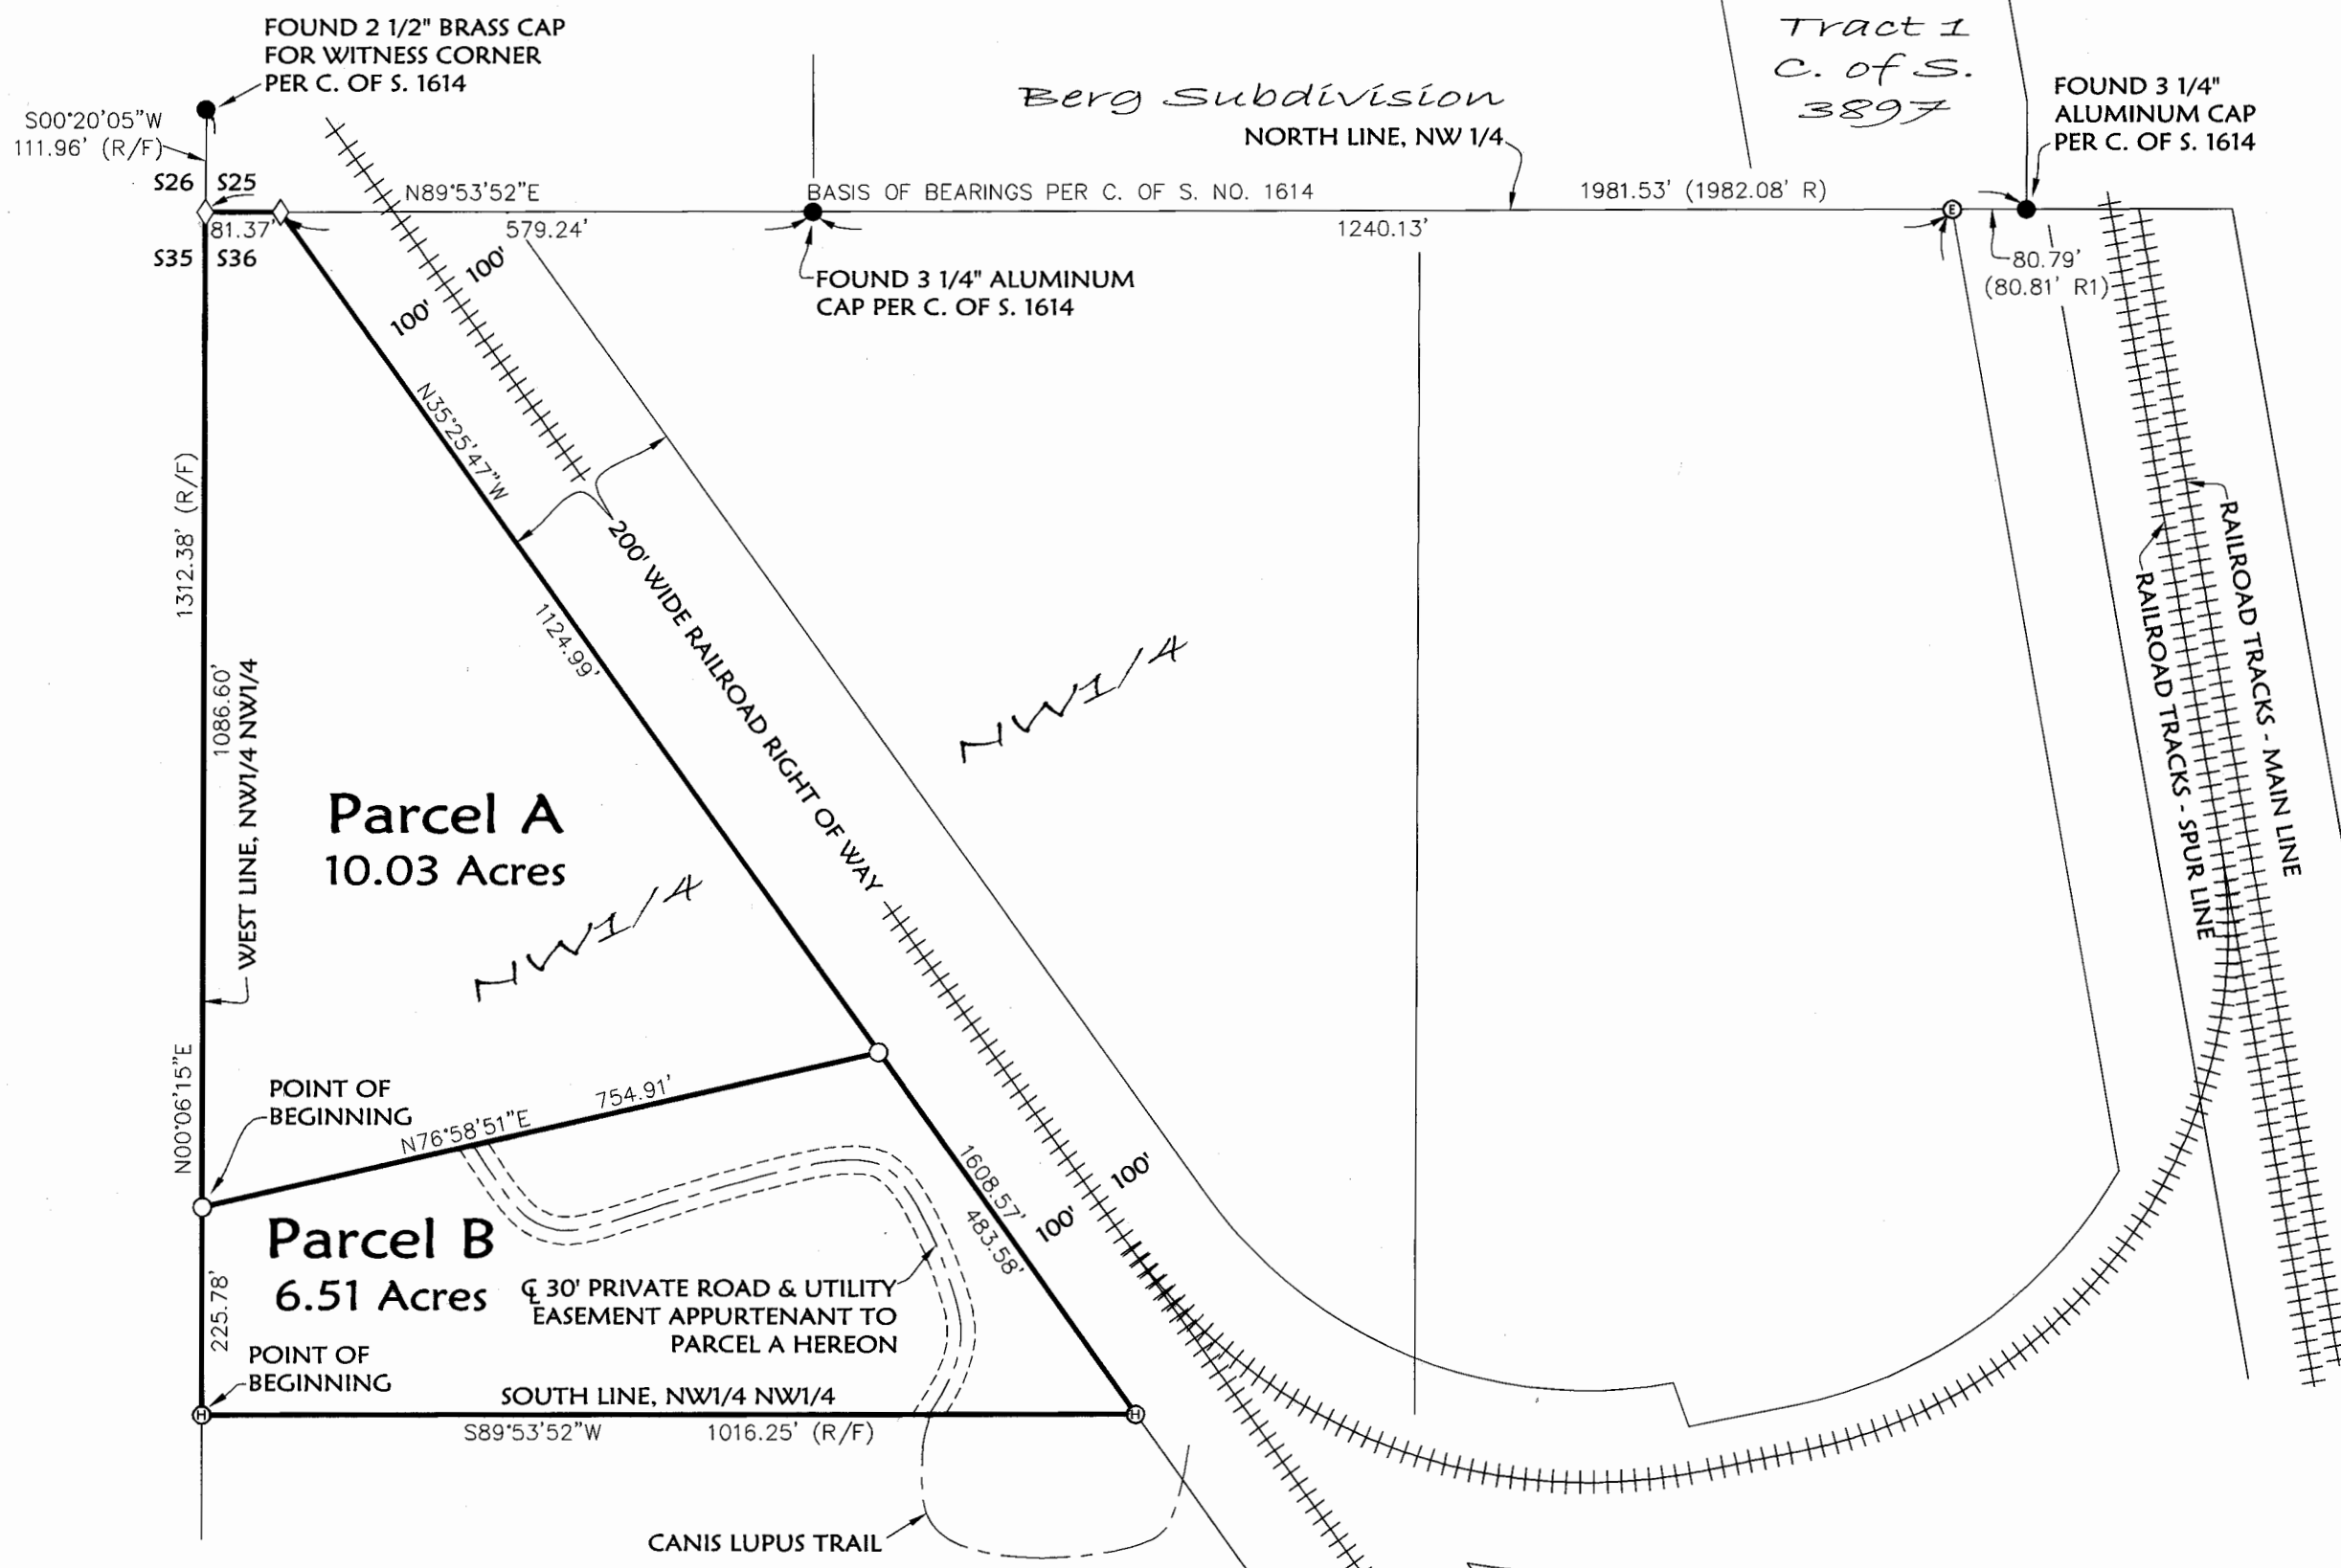 FOUND 2 1/2" BRASS CAP
FOR WITNESS CORNER
PER C. OF S. 1614
S00°20'05"W
111.96' (R/F)
S26
S25
S35
S36
81.37'
N89°53'52"E
579.24'
BASIS OF BEARINGS PER C. OF S. NO. 1614
Berg Subdivision
NORTH LINE, NW 1/4
Tract 1
C. of S.
3897
FOUND 3 1/4"
ALUMINUM CAP
PER C. OF S. 1614
1981.53' (1982.08' R)
1240.13'
E
80.79'
(80.81' R1)
FOUND 3 1/4" ALUMINUM
CAP PER C. OF S. 1614
100'
100'
N35°25'47"W
1124.99'
200' WIDE RAILROAD RIGHT OF WAY
1312.38' (R/F)
1086.60'
WEST LINE, NW1/4 NW1/4
N00°06'15"E
Parcel A
10.03 Acres
NW1/4
NW1/4
RAILROAD TRACKS - MAIN LINE
RAILROAD TRACKS - SPUR LINE
POINT OF
BEGINNING
N76°58'51"E
754.91'
1608.57'
483.58'
100'
100'
Parcel B
6.51 Acres
225.78'
℄ 30' PRIVATE ROAD & UTILITY
EASEMENT APPURTENANT TO
PARCEL A HEREON
POINT OF
BEGINNING
H
SOUTH LINE, NW1/4 NW1/4
H
S89°53'52"W
1016.25' (R/F)
CANIS LUPUS TRAIL